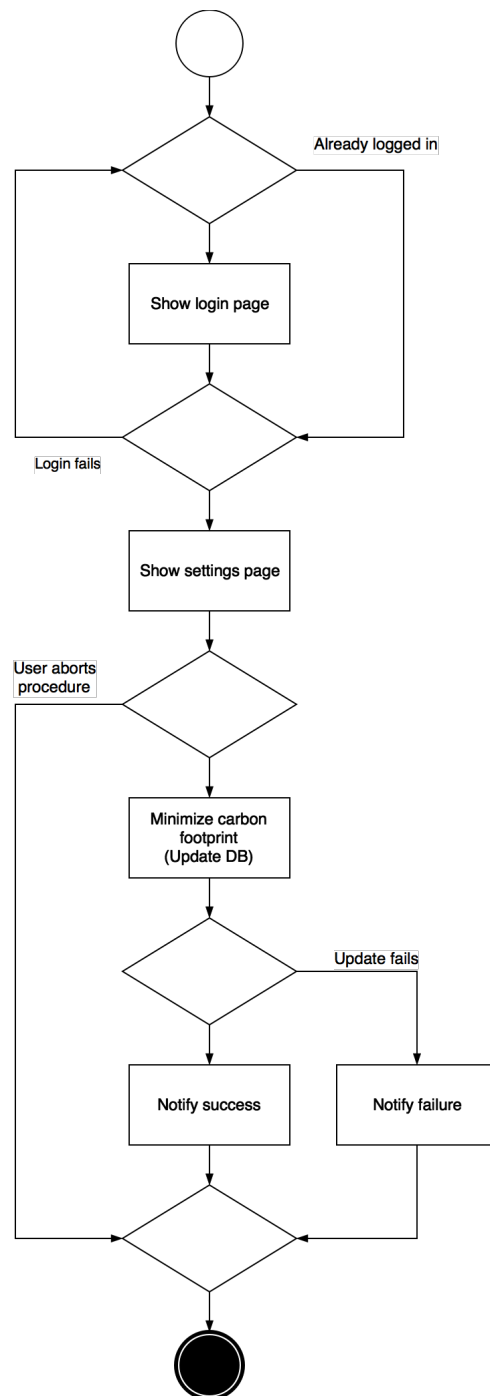 Already logged in
Show login page
Login fails
Show settings page
User aborts
procedure
Minimize carbon
footprint
(Update DB)
Update fails
Notify success
Notify failure